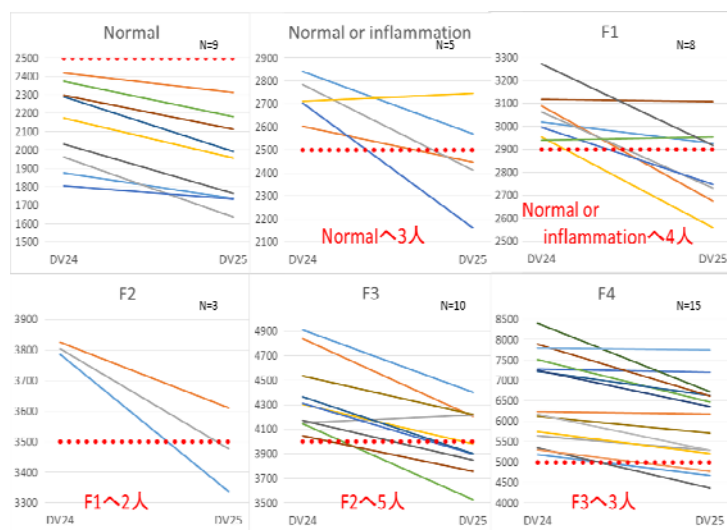 Normal
N=9
2500
2400
2300
2200
2100
2000
1900
1800
1700
1600
1500
DV24
DV25
Normal or inflammation
N=5
2900
2800
2700
2600
2500
2400
2300
2200
2100
Normalへ3人
DV24
DV25
F1
N=8
3300
3200
3100
3000
2900
2800
2700
2600
2500
Normal or
inflammationへ4人
DV24
DV25
F2
N=3
3900
3800
3700
3600
3500
3400
3300
F1へ2人
DV24
DV25
F3
N=10
4900
4700
4500
4300
4100
3900
3700
3500
F2へ5人
DV24
DV25
F4
N=15
8500
8000
7500
7000
6500
6000
5500
5000
4500
4000
F3へ3人
DV24
DV25